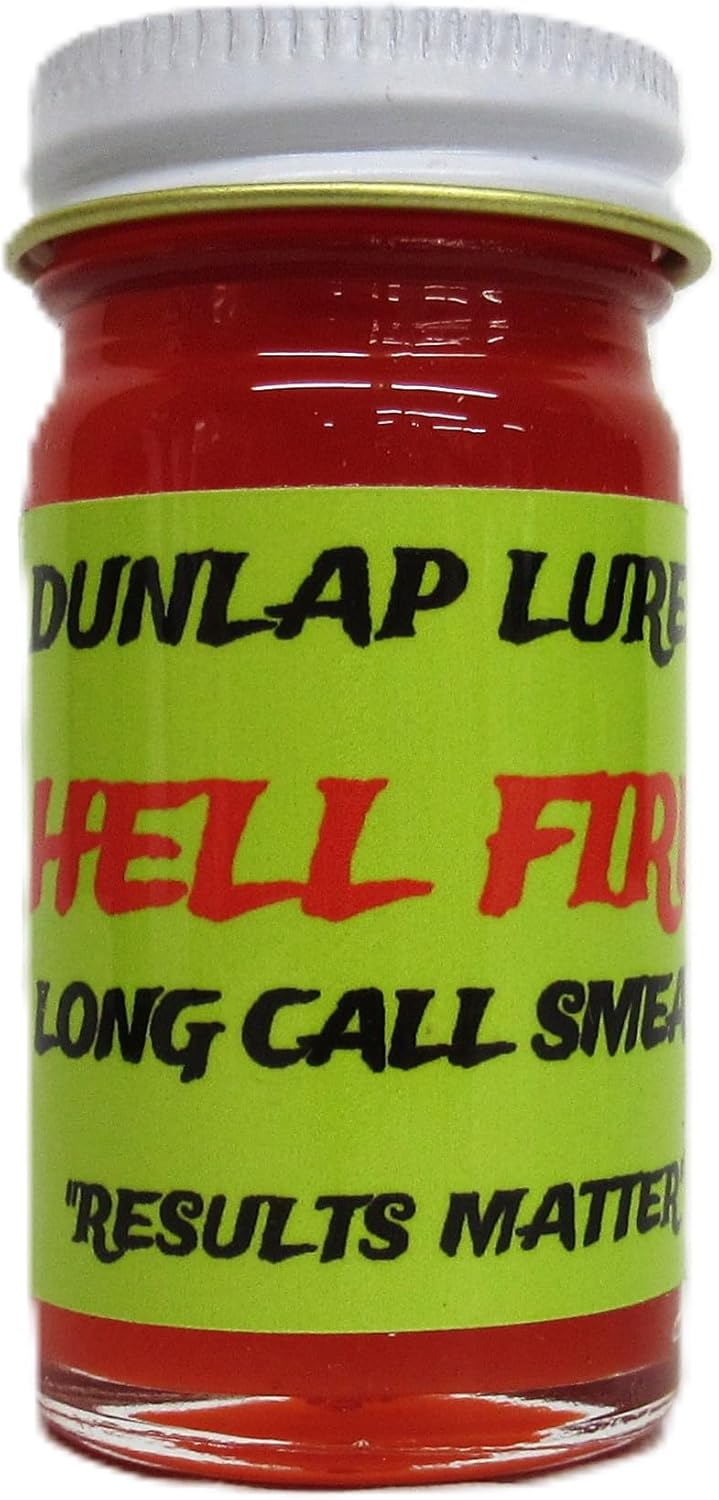 DUNLAP LURE
HELL FIR
LONG CALL SMEA
"RESULTS MATTER"